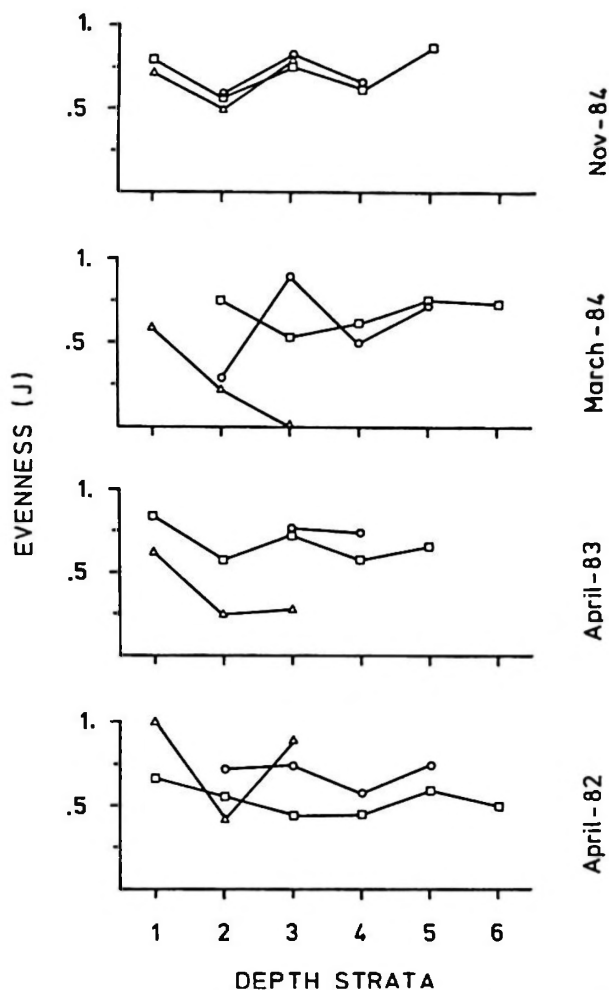 1.
.5
Nov-84
1.
.5
March-84
EVENNESS (J)
1.
.5
April-83
1.
.5
April-82
1 2 3 4 5 6
DEPTH STRATA